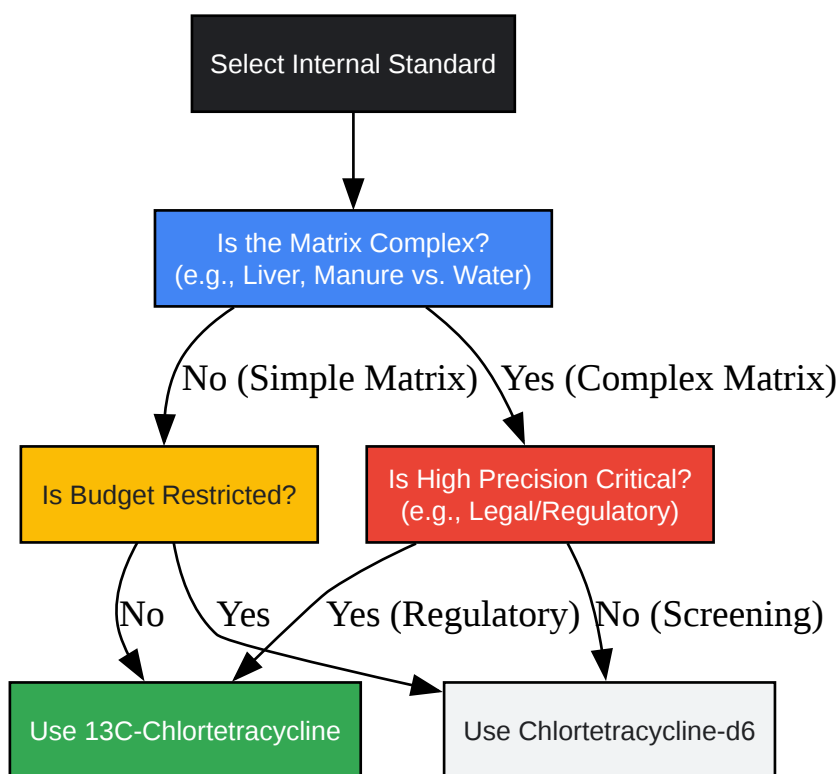 Select Internal Standard
Is the Matrix Complex?
(e.g., Liver, Manure vs. Water)
No (Simple Matrix)
Yes (Complex Matrix)
Is Budget Restricted?
Is High Precision Critical?
(e.g., Legal/Regulatory)
No
Yes
Yes (Regulatory)
No (Screening)
Use 13C-Chlortetracycline
Use Chlortetracycline-d6